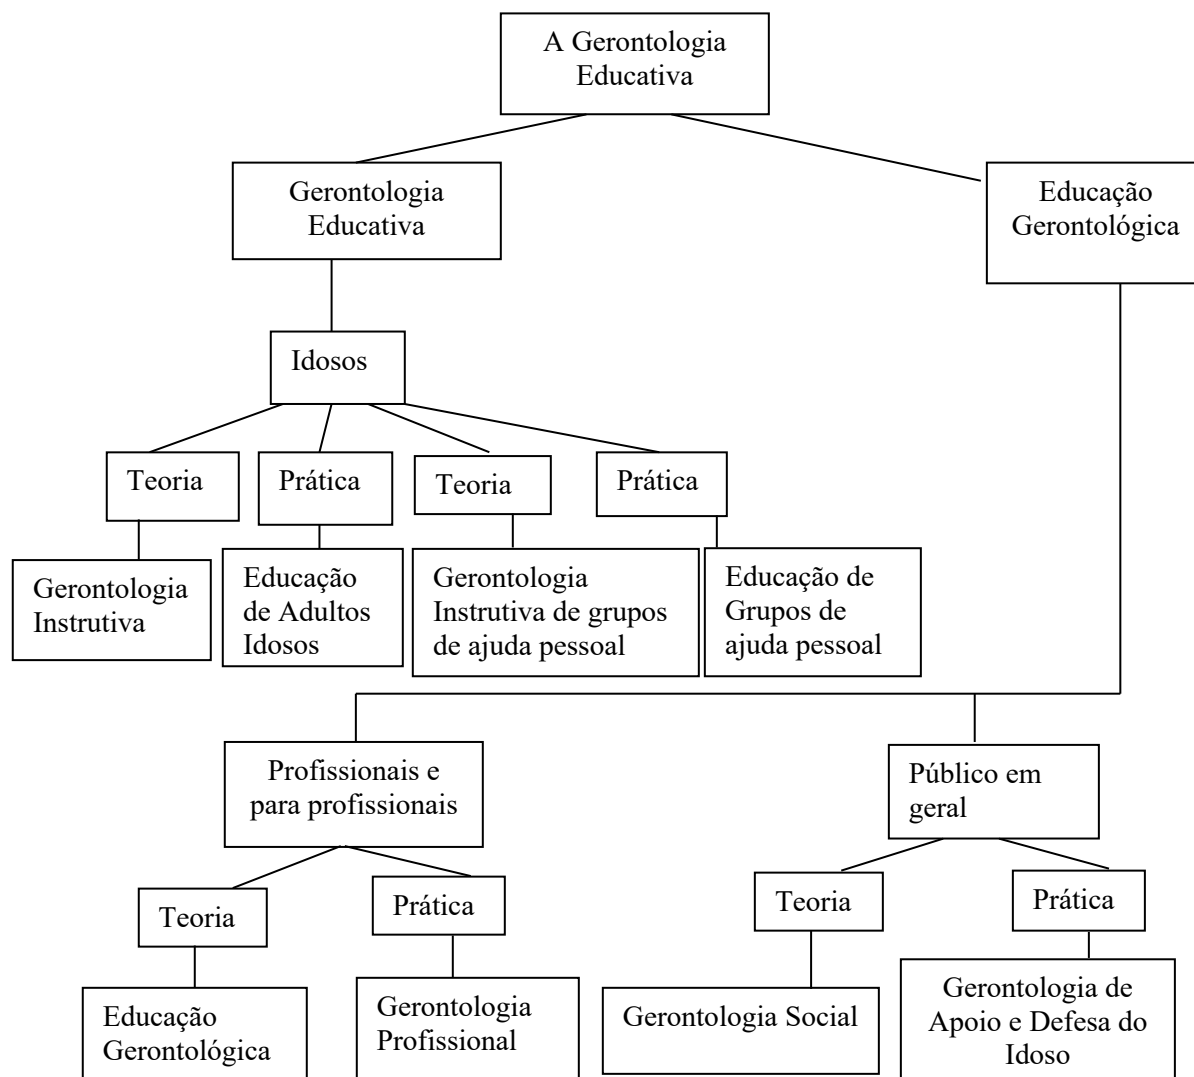 A Gerontologia
Educativa
Gerontologia
Educativa
Educação
Gerontológica
Idosos
Teoria
Prática
Teoria
Prática
Gerontologia
Instrutiva
Educação
de Adultos
Idosos
Gerontologia
Instrutiva de grupos
de ajuda pessoal
Educação de
Grupos de
ajuda pessoal
Profissionais e
para profissionais
Público em
geral
Teoria
Prática
Teoria
Prática
Educação
Gerontológica
Gerontologia
Profissional
Gerontologia Social
Gerontologia de
Apoio e Defesa do
Idoso